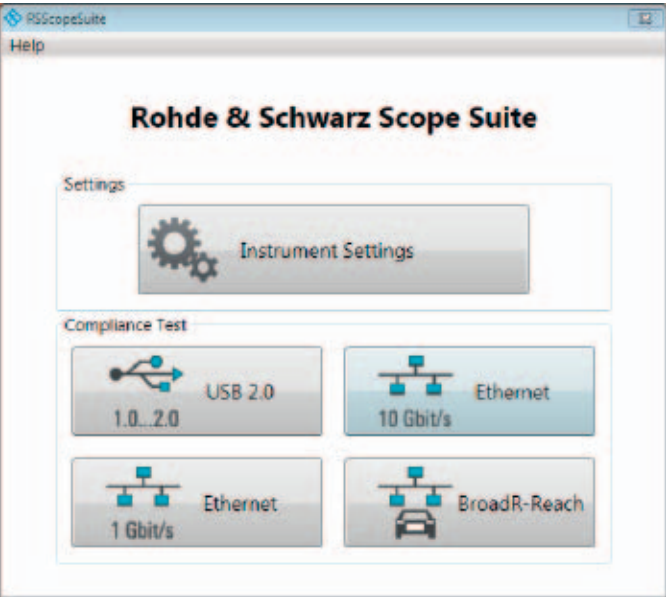 RSScopeSuite
Help
Rohde & Schwarz Scope Suite
Settings
Instrument Settings
Compliance Test
USB 2.0
1.0...2.0
Ethernet
10 Gbit/s
Ethernet
1 Gbit/s
BroadR-Reach